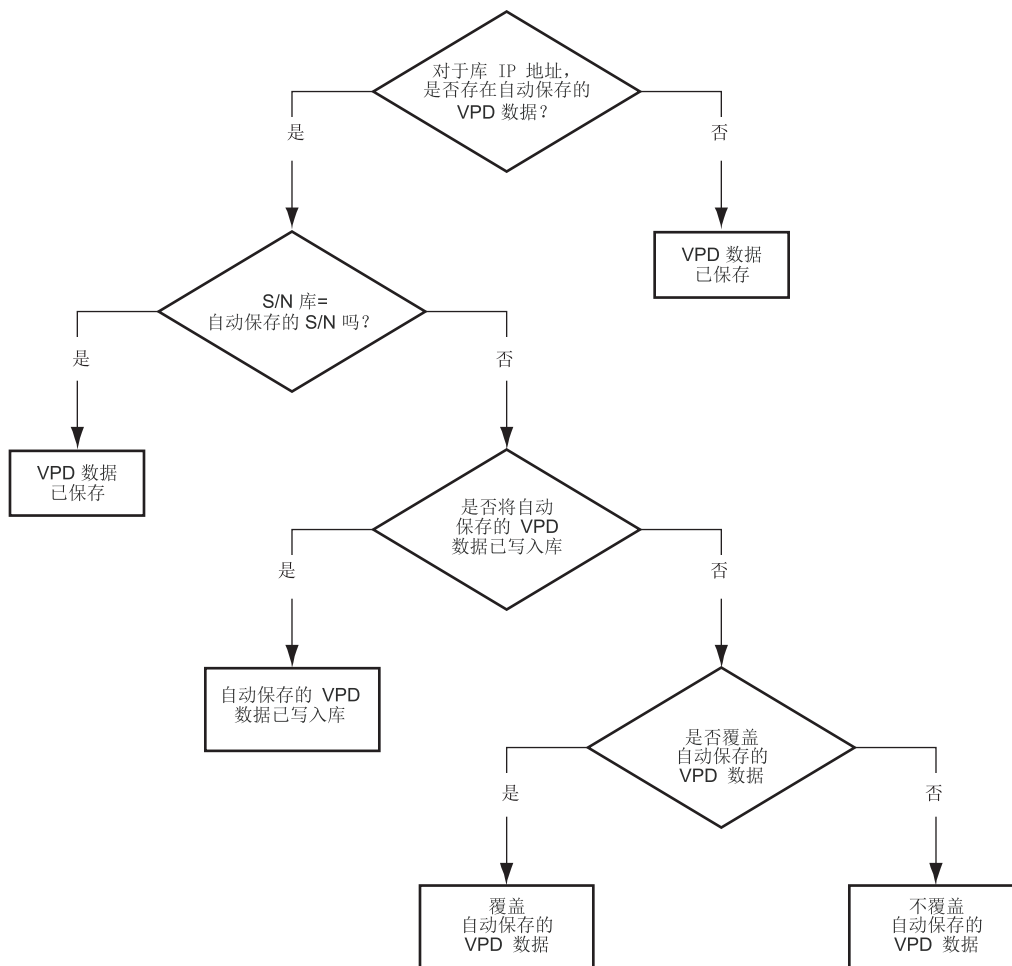 对于库 IP 地址，
是否存在自动保存的
VPD 数据？
是
否
VPD 数据
已保存
S/N 库=
自动保存的 S/N 吗？
是
否
VPD 数据
已保存
是否将自动
保存的 VPD
数据已写入库
是
否
自动保存的 VPD
数据已写入库
是否覆盖
自动保存的
VPD 数据
是
否
覆盖
自动保存的
VPD 数据
不覆盖
自动保存的
VPD 数据